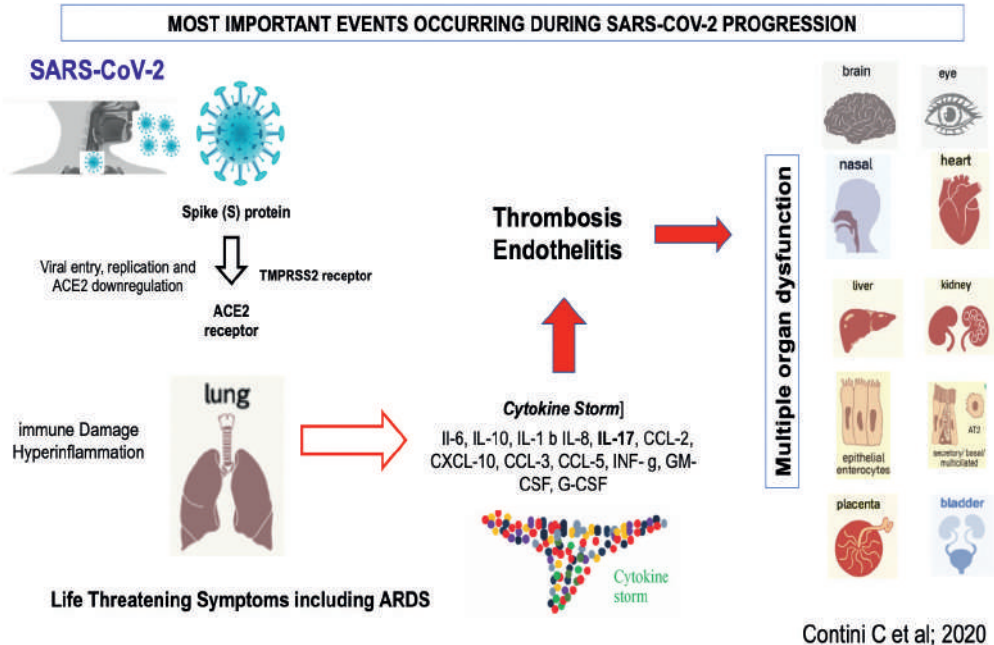 MOST IMPORTANT EVENTS OCCURRING DURING SARS-COV-2 PROGRESSION
SARS-CoV-2
Spike (S) protein
Viral entry, replication and
ACE2 downregulation
TMPRSS2 receptor
ACE2
receptor
immune Damage
Hyperinflammation
lung
Life Threatening Symptoms including ARDS
Cytokine Storm]
Il-6, IL-10, IL-1 b IL-8, IL-17, CCL-2,
CXCL-10, CCL-3, CCL-5, INF- g, GM-
CSF, G-CSF
Cytokine
storm
Thrombosis
Endothelitis
Multiple organ dysfunction
brain
eye
nasal
heart
liver
kidney
epithelial
enterocytes
AT2
secretory/ basal/
multiciliated
placenta
bladder
Contini C et al; 2020